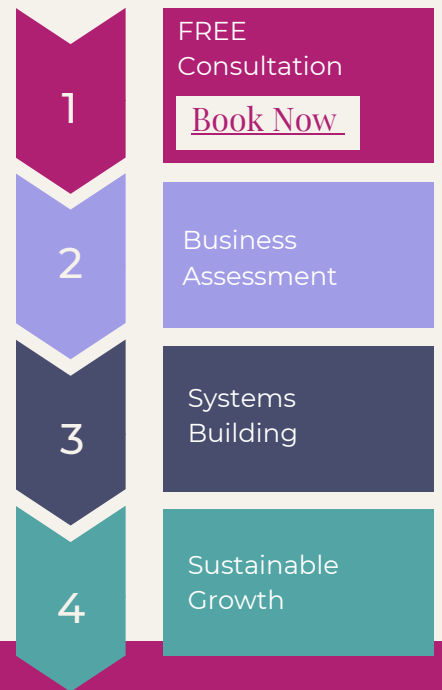 1
FREE
Consultation
Book Now
2
Business
Assessment
3
Systems
Building
4
Sustainable
Growth